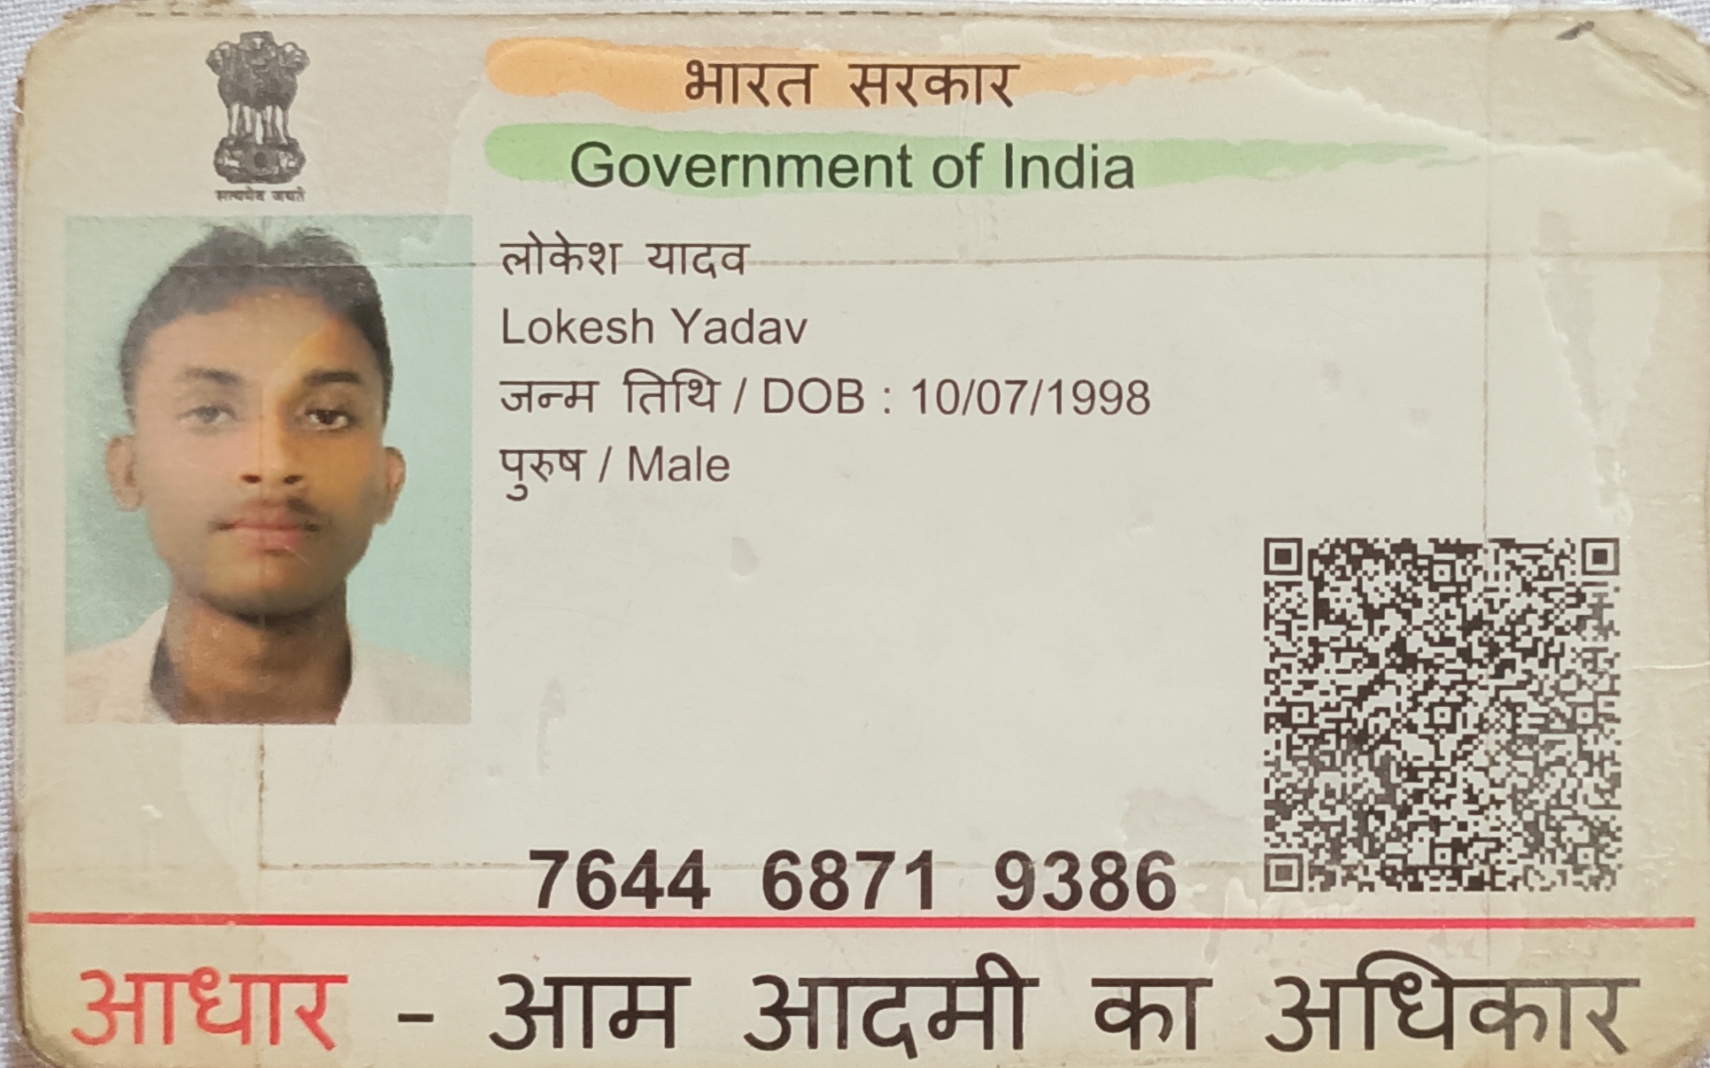 सत्यमेव जयते
भारत सरकार
Government of India
लोकेश यादव
Lokesh Yadav
जन्म तिथि / DOB : 10/07/1998
पुरुष / Male
7644 6871 9386
आधार - आम आदमी का अधिकार